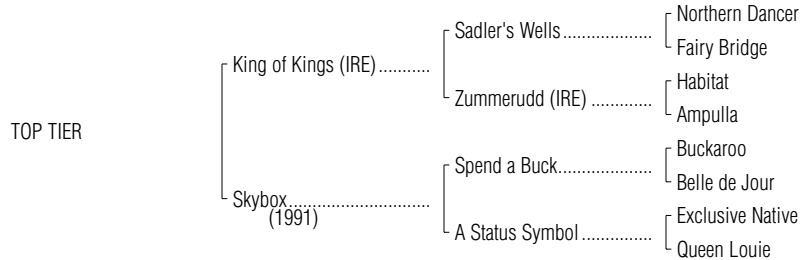 Northern Dancer
Sadler's Wells....................
Fairy Bridge
King of Kings (IRE)...........
Habitat
Zummerudd (IRE) .............
Ampulla
TOP TIER
Buckaroo
Spend a Buck.....................
Belle de Jour
Skybox...............................
(1991)
Exclusive Native
A Status Symbol ...............
Queen Louie